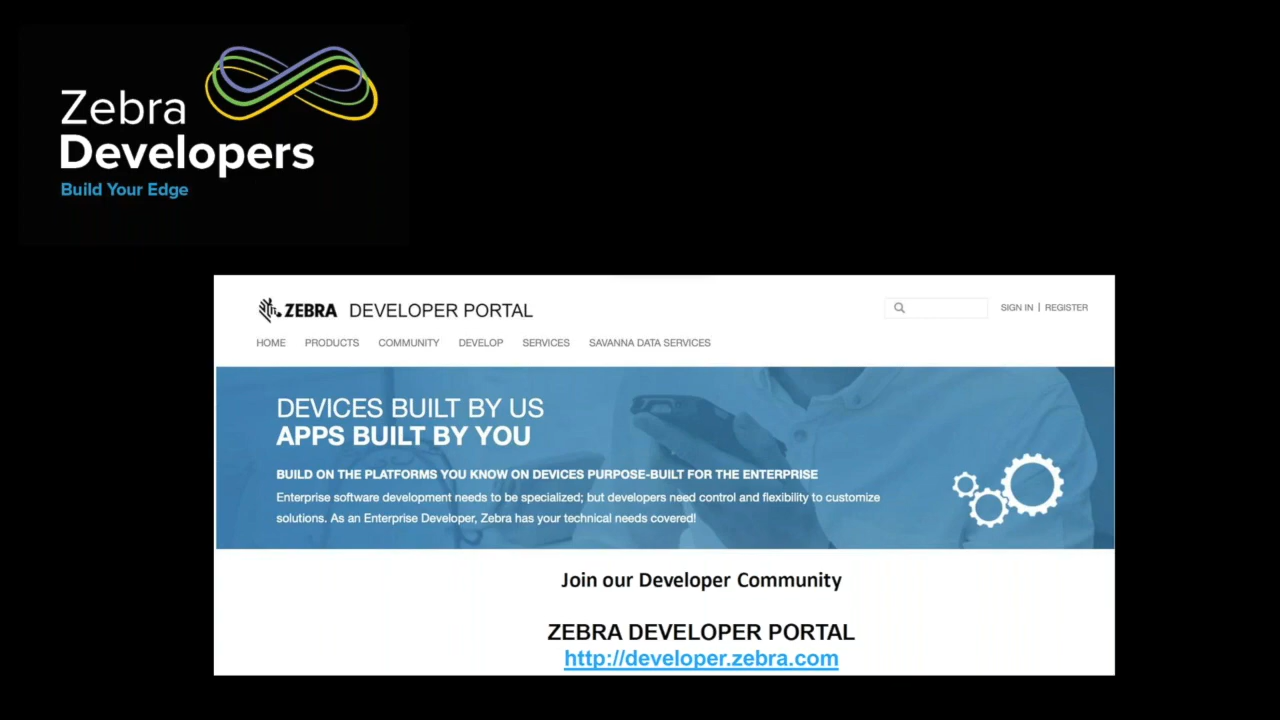 Zebra
Developers
Build Your Edge
ZEBRA DEVELOPER PORTAL
SIGN IN | REGISTER
HOME PRODUCTS COMMUNITY DEVELOP SERVICES SAVANNA DATA SERVICES
DEVICES BUILT BY US
APPS BUILT BY YOU
BUILD ON THE PLATFORMS YOU KNOW ON DEVICES PURPOSE-BUILT FOR THE ENTERPRISE
Enterprise software development needs to be specialized; but developers need control and flexibility to customize
solutions. As an Enterprise Developer, Zebra has your technical needs covered!
Join our Developer Community
ZEBRA DEVELOPER PORTAL
http://developer.zebra.com